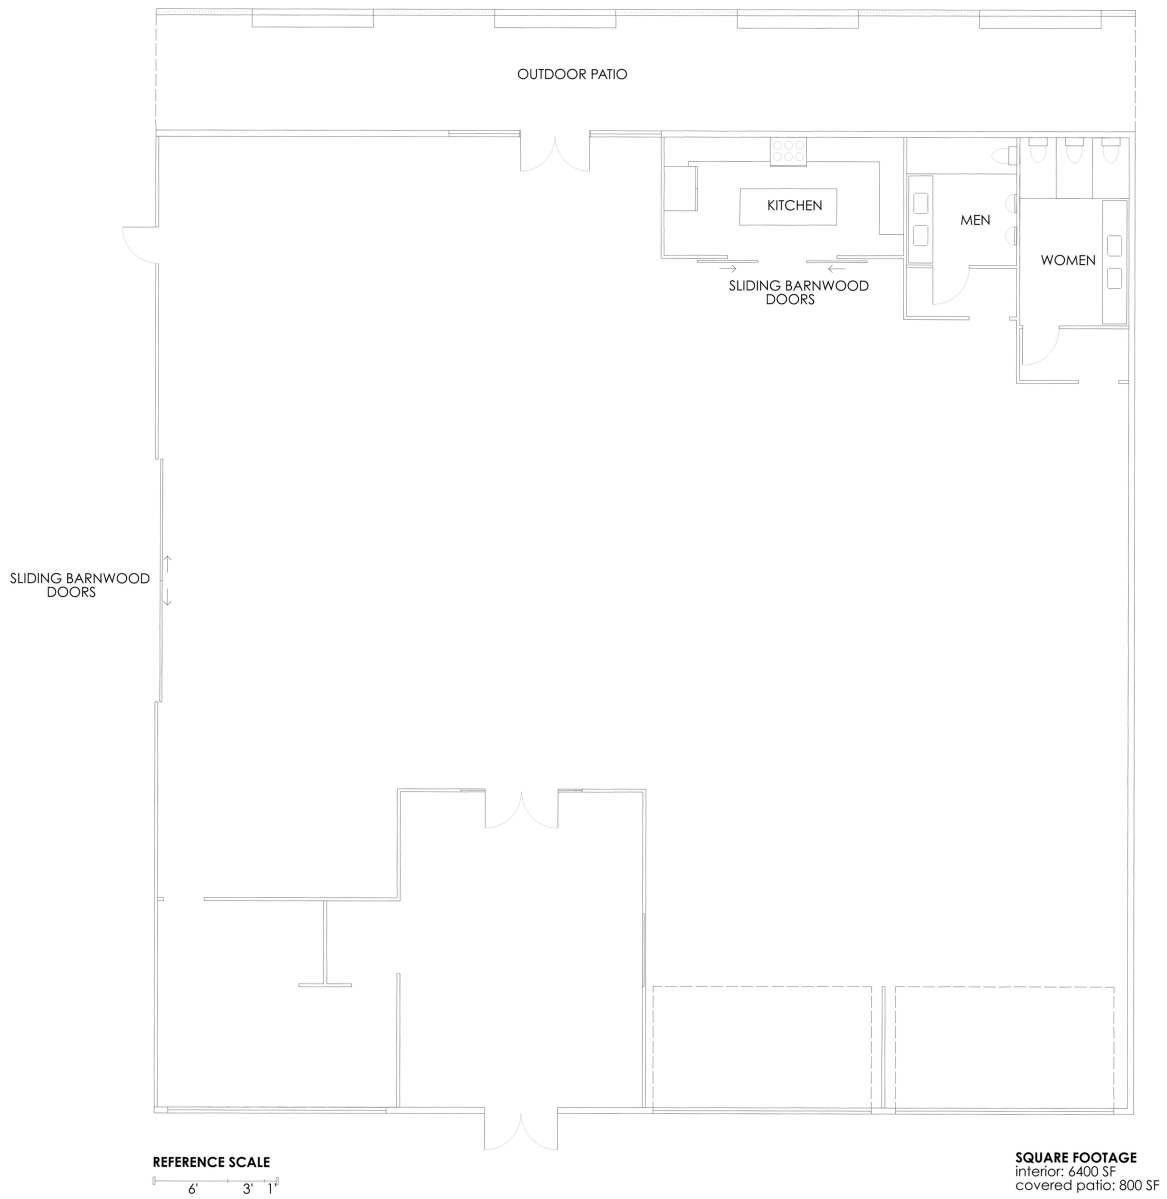 OUTDOOR PATIO
KITCHEN
MEN
WOMEN
SLIDING BARNWOOD
DOORS
SLIDING BARNWOOD
DOORS
REFERENCE SCALE
6' 3' 1'
SQUARE FOOTAGE
interior: 6400 SF
covered patio: 800 SF